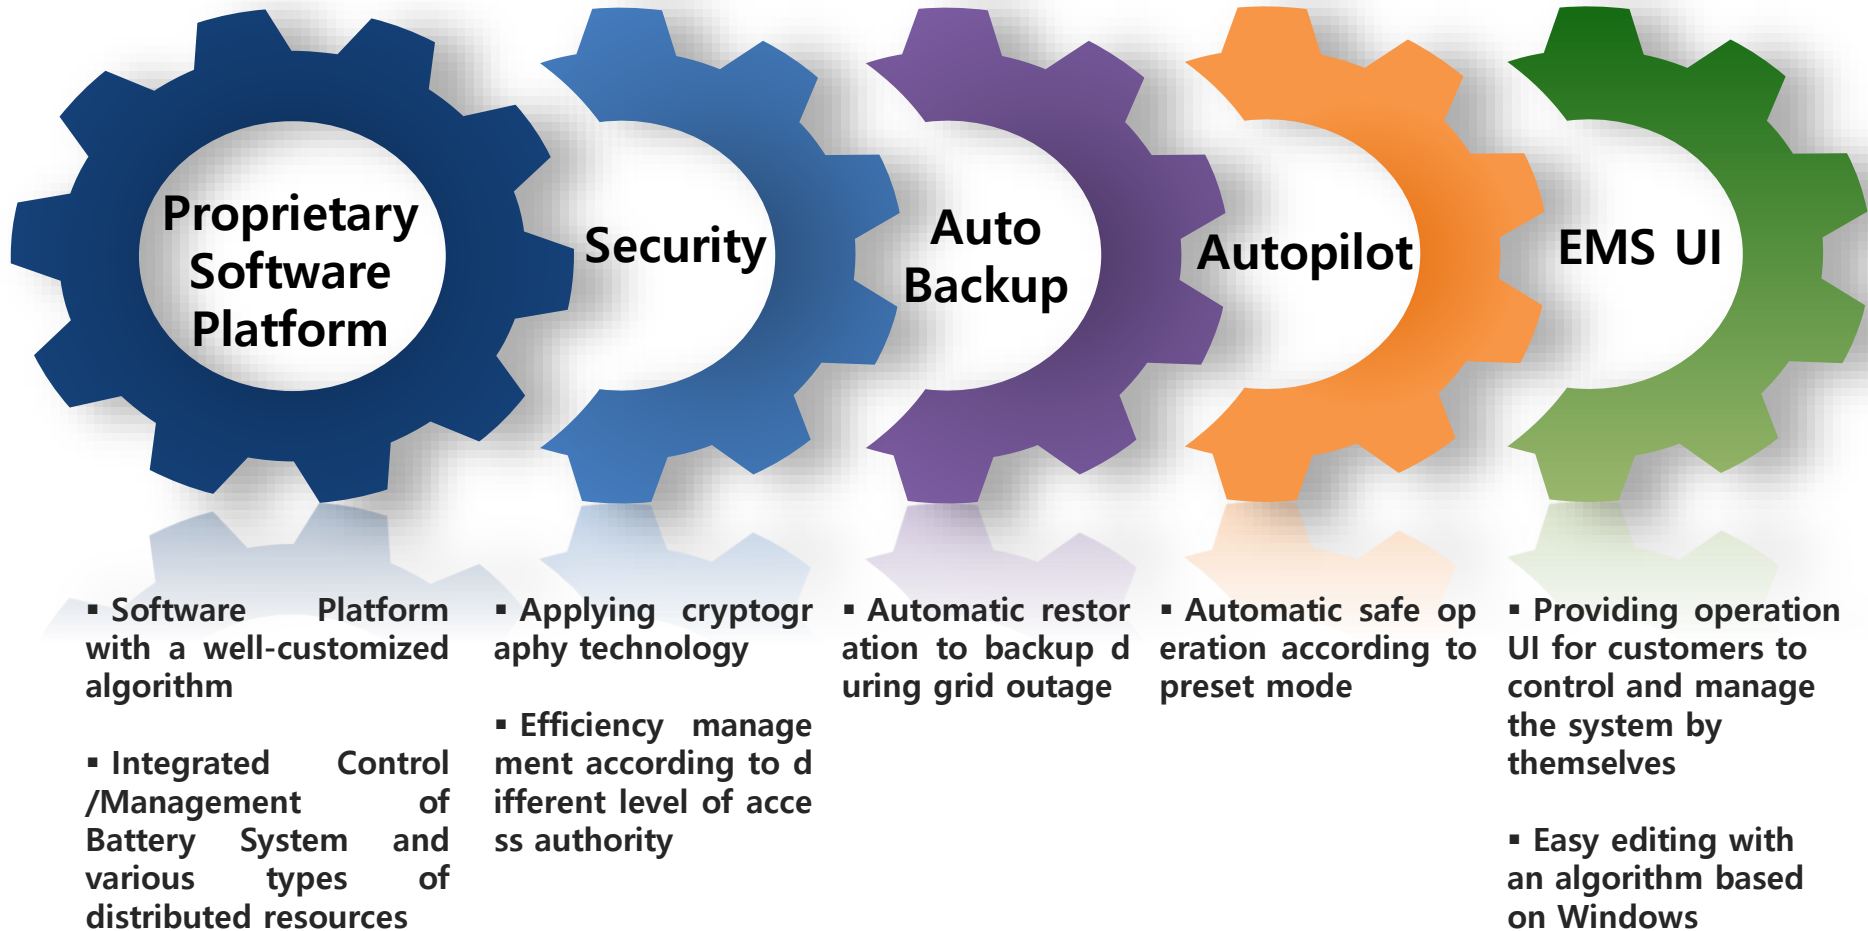 Proprietary
Software
Platform
Security
Auto
Backup
Autopilot
EMS UI
▪ Software Platform
with a well-customized
algorithm
▪ Integrated Control
/Management of
Battery System and
various types of
distributed resources
▪ Applying cryptogr
aphy technology
▪ Efficiency manage
ment according to d
ifferent level of acce
ss authority
▪ Automatic restor
ation to backup d
uring grid outage
▪ Automatic safe op
eration according to
preset mode
▪ Providing operation
UI for customers to
control and manage
the system by
themselves
▪ Easy editing with
an algorithm based
on Windows